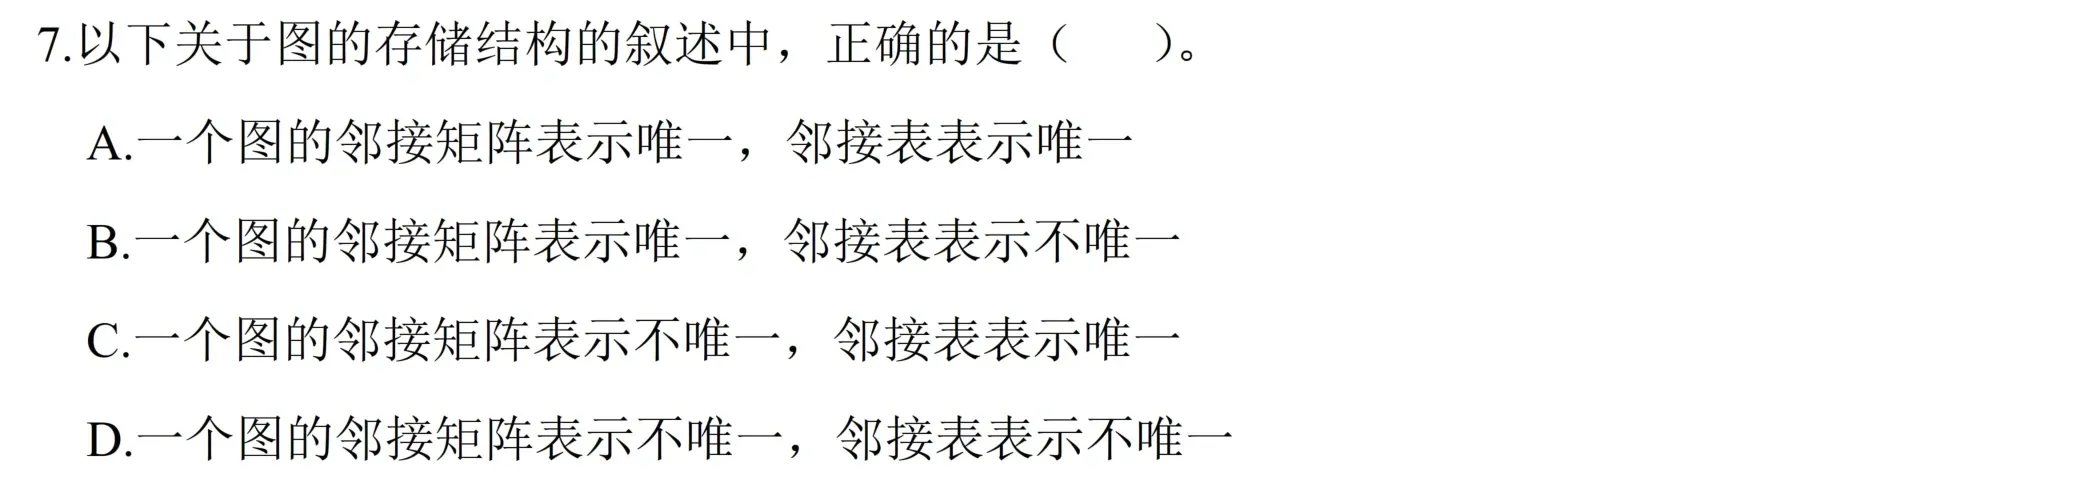 7.以下关于图的存储结构的叙述中，正确的是（　　）。
A.一个图的邻接矩阵表示唯一，邻接表表示唯一
B.一个图的邻接矩阵表示唯一，邻接表表示不唯一
C.一个图的邻接矩阵表示不唯一，邻接表表示唯一
D.一个图的邻接矩阵表示不唯一，邻接表表示不唯一